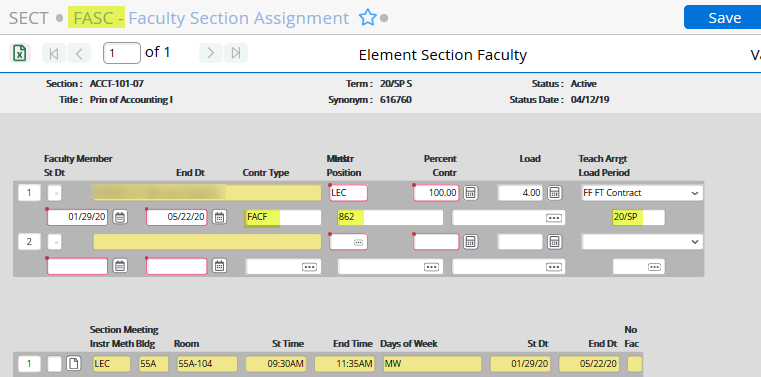 SECT ● FASC - Faculty Section Assignment ● Save
1 of 1 Element Section Faculty
Section : ACCT-101-07 Term : 20/SP S Status : Active
Title : Prin of Accounting I Synonym : 616760 Status Date : 04/12/19
Faculty Member Percent Load Teach Arrgt
St Dt End Dt Contr Type Position Contr Load Period
1 LEC 100.00 4.00 FF FT Contract
01/29/20 05/22/20 FACF 862 20/SP
2
Section Meeting No
Instr Meth Bldg Room St Time End Time Days of Week St Dt End Dt Fac
1 LEC 55A 55A-104 09:30AM 11:35AM MW 01/29/20 05/22/20